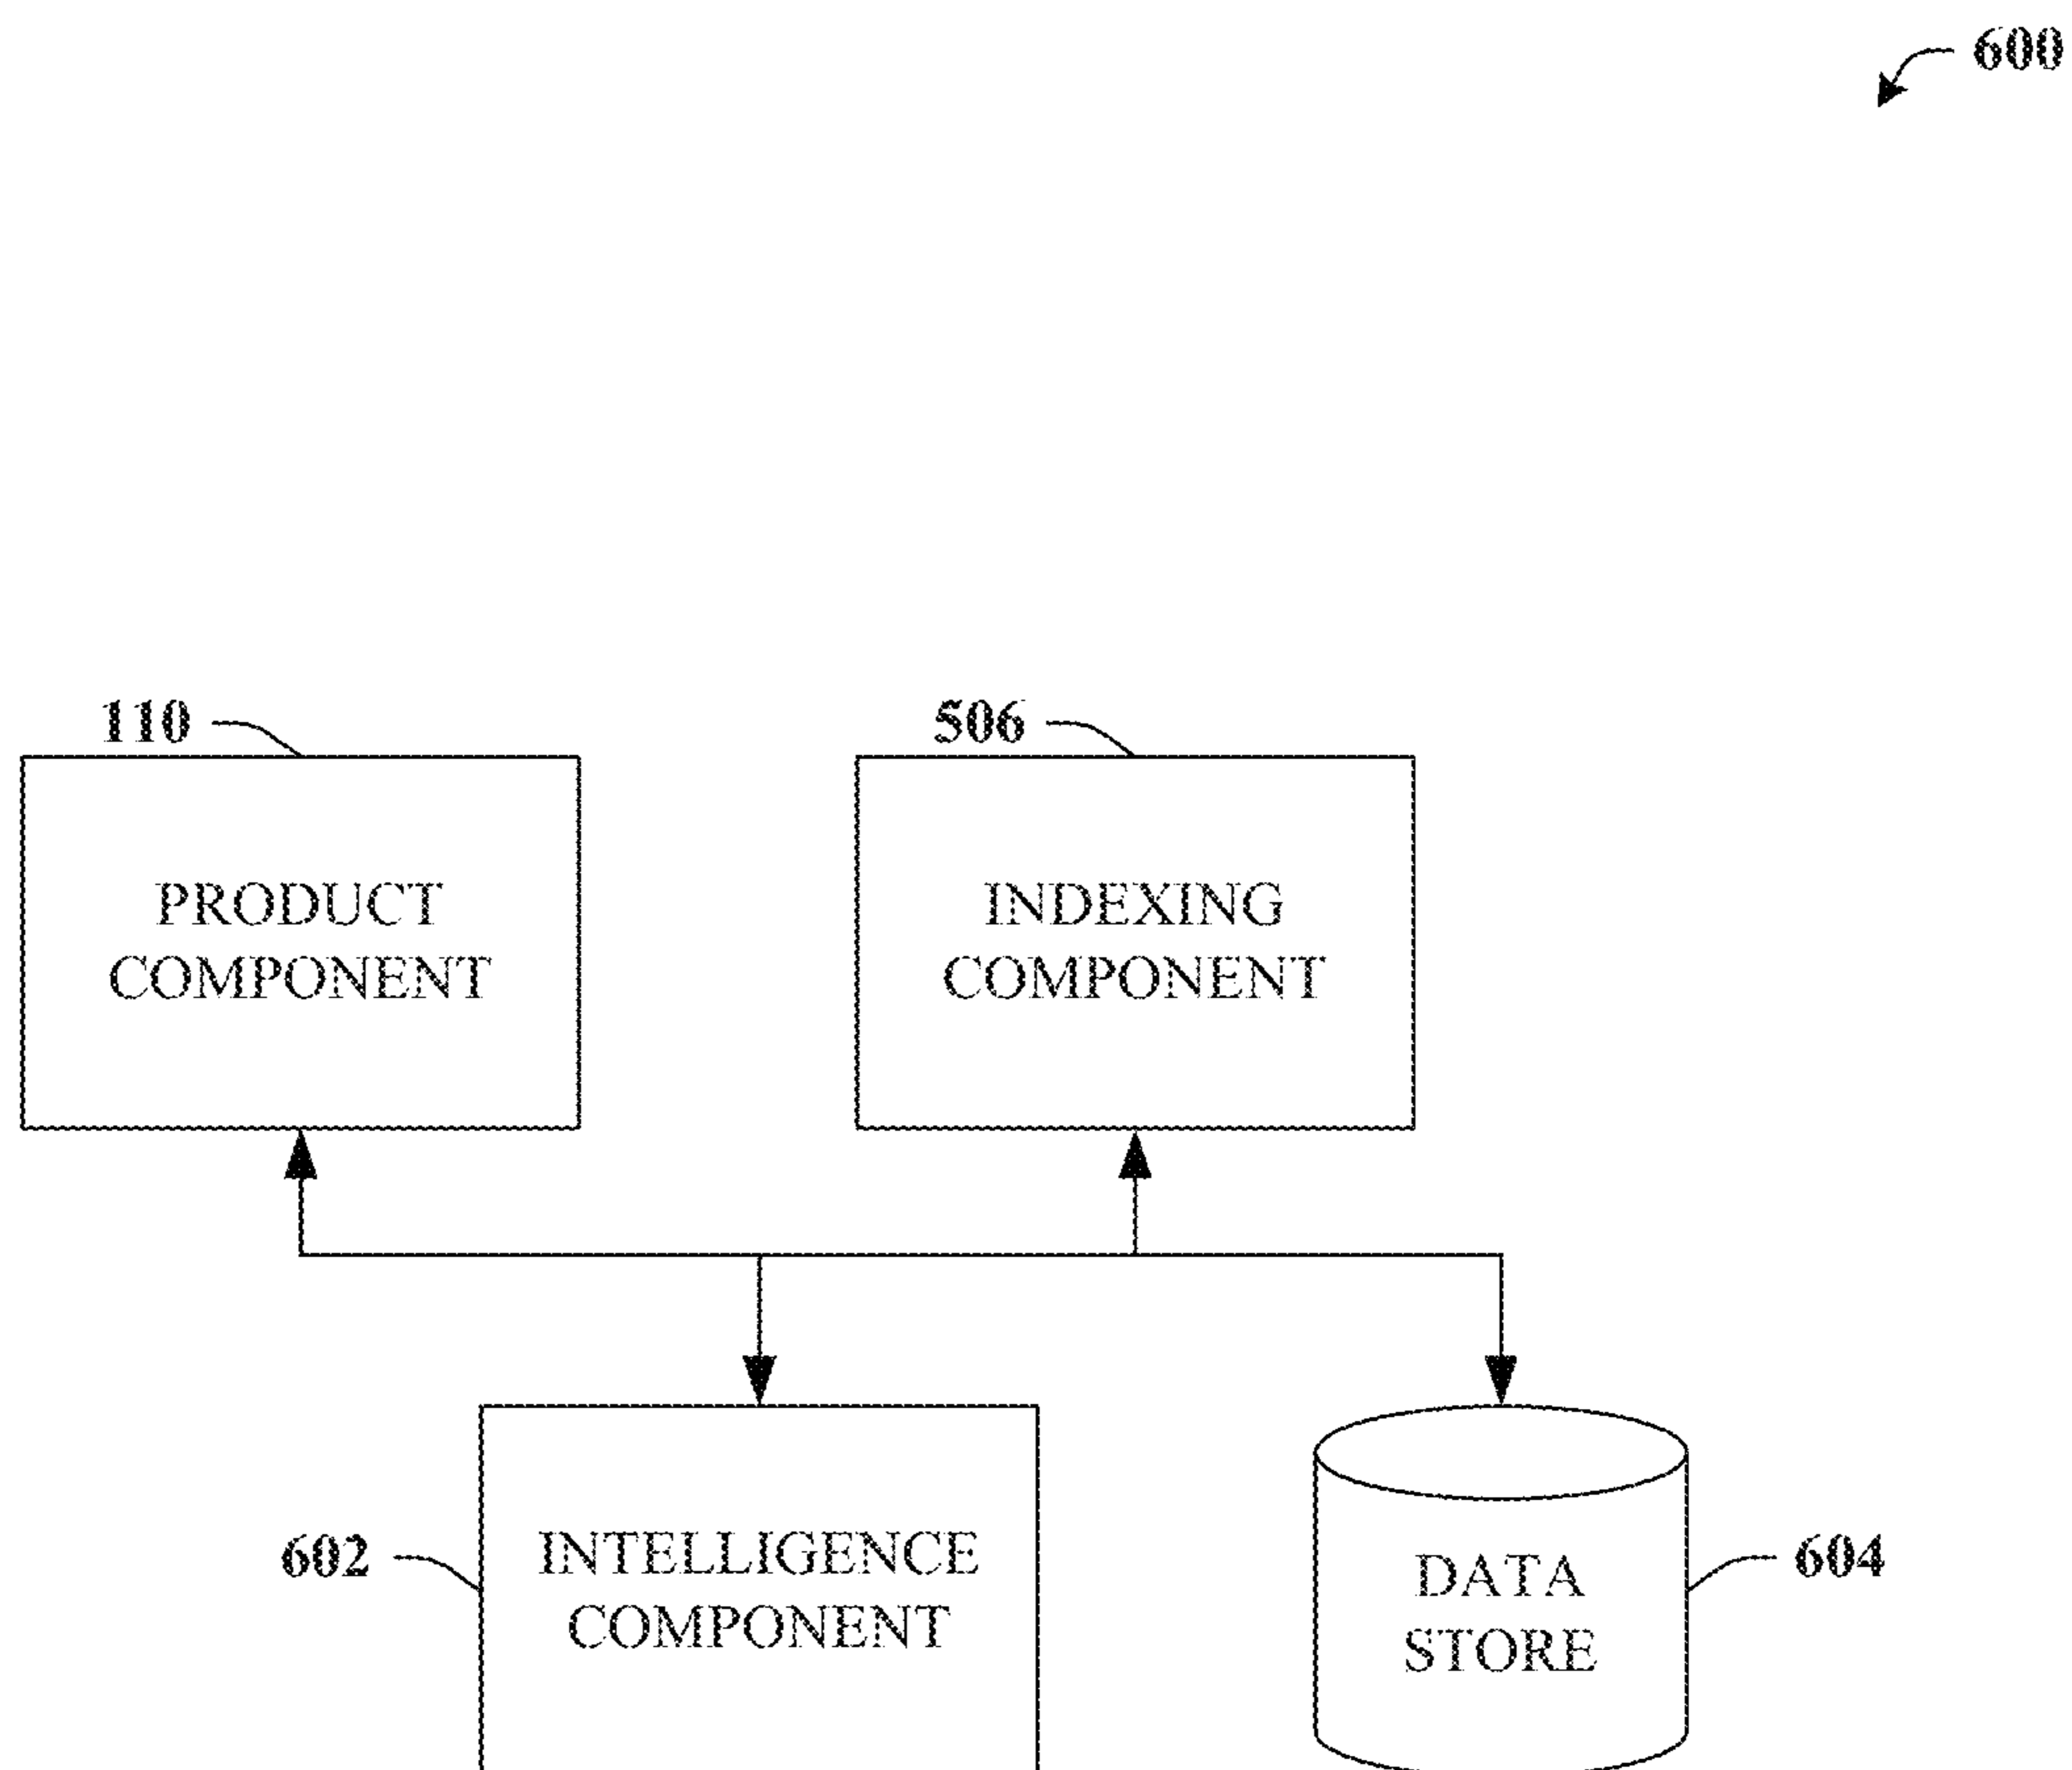 600
110
506
PRODUCT
COMPONENT
INDEXING
COMPONENT
602
INTELLIGENCE
COMPONENT
DATA
STORE
604